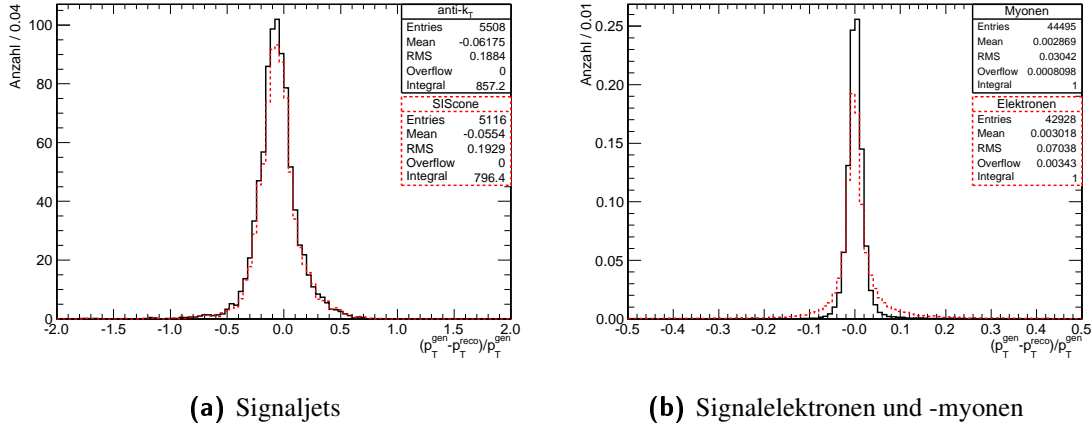 anti-k_T
Entries 5508
Mean -0.06175
RMS 0.1884
Overflow 0
Integral 857.2
SIScone
Entries 5116
Mean -0.0554
RMS 0.1929
Overflow 0
Integral 796.4
Anzahl / 0.04
100
80
60
40
20
0
-2.0 -1.5 -1.0 -0.5 0.0 0.5 1.0 1.5 2.0
(p_T^gen-p_T^reco)/p_T^gen
(a) Signaljets
Myonen
Entries 44495
Mean 0.002869
RMS 0.03042
Overflow 0.0008098
Integral 1
Elektronen
Entries 42928
Mean 0.003018
RMS 0.07038
Overflow 0.00343
Integral 1
Anzahl / 0.01
0.25
0.20
0.15
0.10
0.05
0.00
-0.5 -0.4 -0.3 -0.2 -0.1 -0.0 0.1 0.2 0.3 0.4 0.5
(p_T^gen-p_T^reco)/p_T^gen
(b) Signalelektronen und -myonen